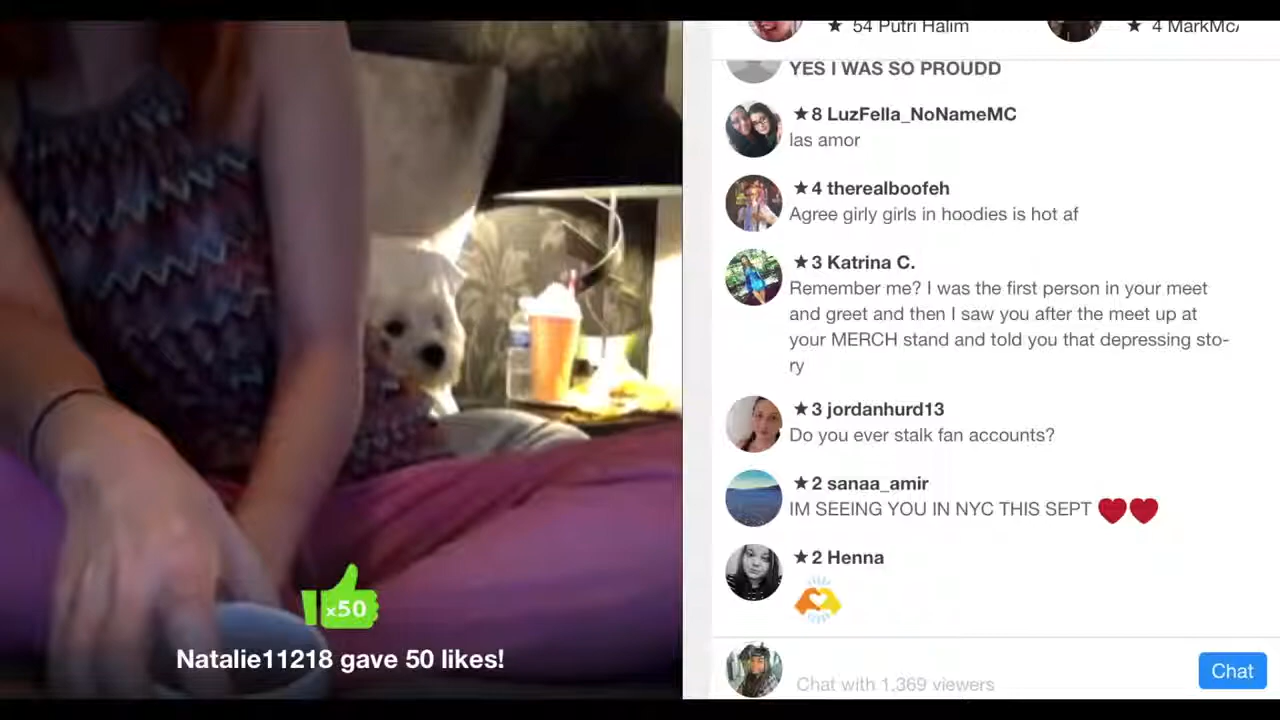 ★ 54 Putri Halim
★ 4 MarkMc
YES I WAS SO PROUDD
★8 LuzFella_NoNameMC
las amor
★4 therealboofeh
Agree girly girls in hoodies is hot af
★3 Katrina C.
Remember me? I was the first person in your meet
and greet and then I saw you after the meet up at
your MERCH stand and told you that depressing sto-
ry
★3 jordanhurd13
Do you ever stalk fan accounts?
★2 sanaa_amir
IM SEEING YOU IN NYC THIS SEPT ❤️❤️
★2 Henna
x50
Natalie11218 gave 50 likes!
Chat with 1,369 viewers
Chat